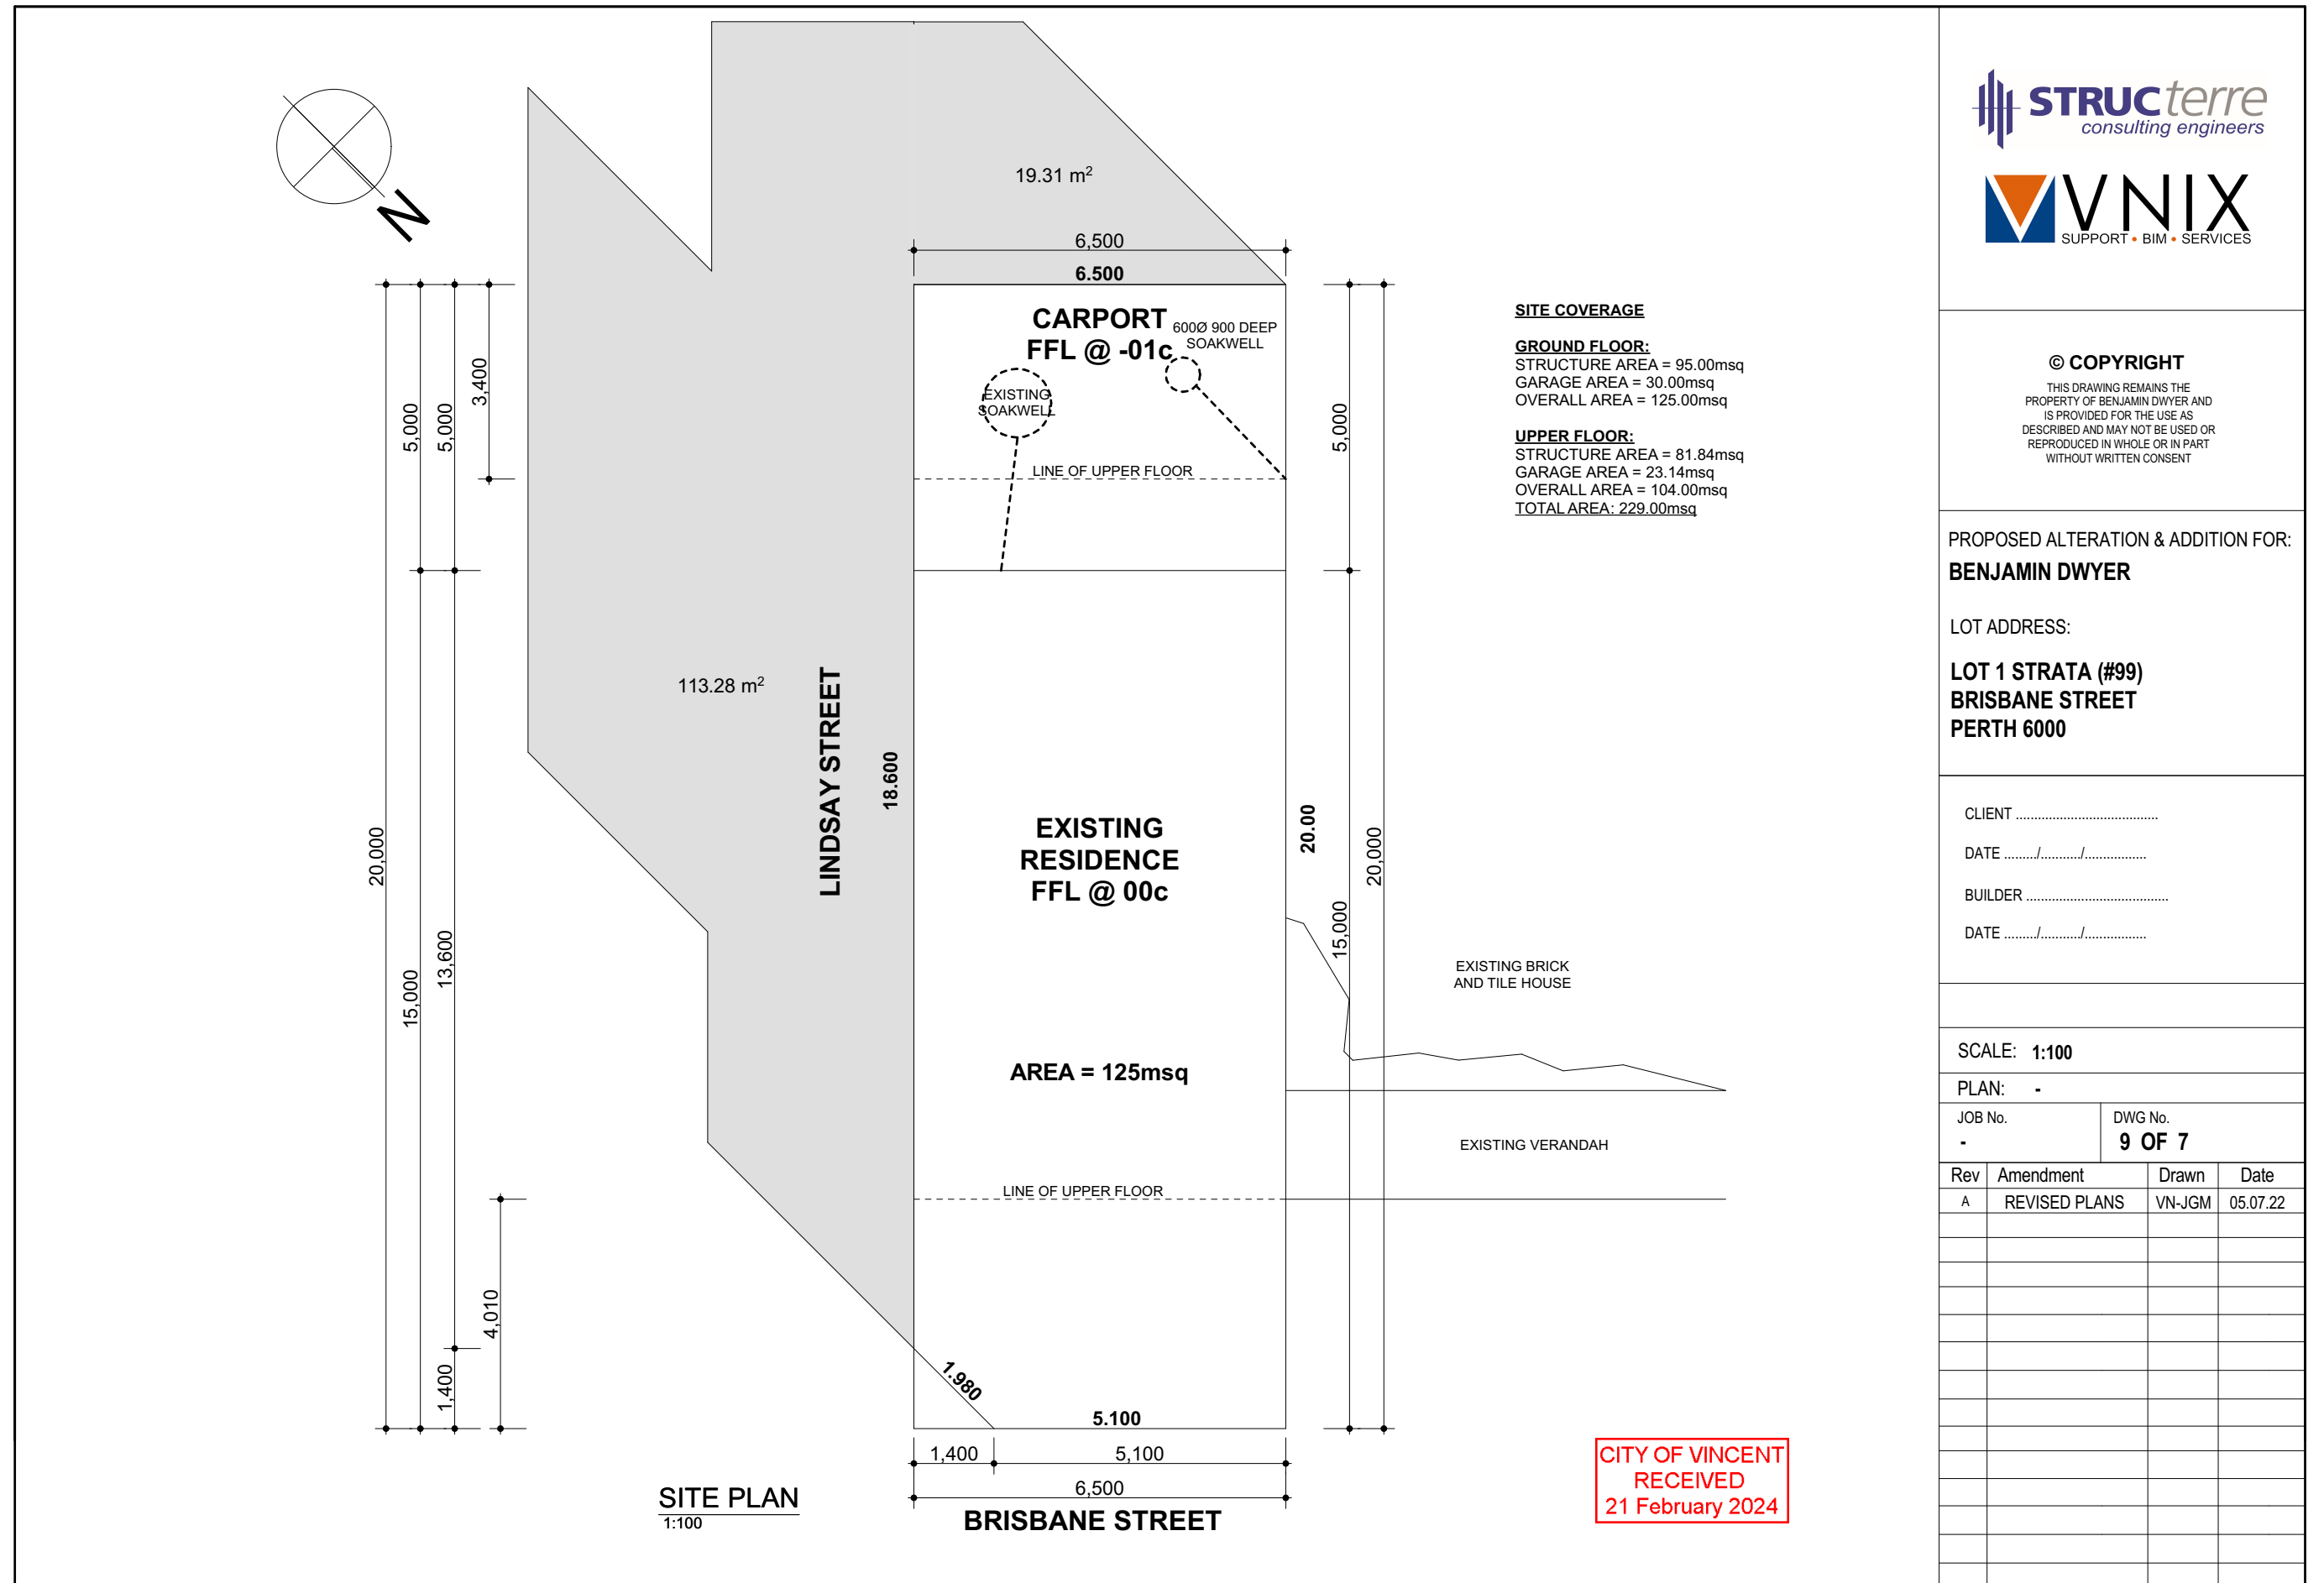 N
19.31 m²
6,500
6.500
CARPORT
FFL @ -01c
600Ø 900 DEEP
SOAKWELL
EXISTING
SOAKWELL
LINE OF UPPER FLOOR
3,400
5,000
5,000
5,000
SITE COVERAGE
GROUND FLOOR:
STRUCTURE AREA = 95.00msq
GARAGE AREA = 30.00msq
OVERALL AREA = 125.00msq
UPPER FLOOR:
STRUCTURE AREA = 81.84msq
GARAGE AREA = 23.14msq
OVERALL AREA = 104.00msq
TOTAL AREA: 229.00msq
113.28 m²
LINDSAY STREET
18.600
20,000
15,000
13,600
EXISTING
RESIDENCE
FFL @ 00c
20.00
20,000
15,000
EXISTING BRICK
AND TILE HOUSE
AREA = 125msq
EXISTING VERANDAH
LINE OF UPPER FLOOR
4,010
1,400
1.980
5.100
1,400
5,100
6,500
BRISBANE STREET
SITE PLAN
1:100
CITY OF VINCENT
RECEIVED
21 February 2024
STRUCterre
consulting engineers
VNIX
SUPPORT • BIM • SERVICES
© COPYRIGHT
THIS DRAWING REMAINS THE
PROPERTY OF BENJAMIN DWYER AND
IS PROVIDED FOR THE USE AS
DESCRIBED AND MAY NOT BE USED OR
REPRODUCED IN WHOLE OR IN PART
WITHOUT WRITTEN CONSENT
PROPOSED ALTERATION & ADDITION FOR:
BENJAMIN DWYER
LOT ADDRESS:
LOT 1 STRATA (#99)
BRISBANE STREET
PERTH 6000
CLIENT ......................................
DATE ........./.........../................
BUILDER ......................................
DATE ........./.........../................
SCALE: 1:100
PLAN: -
JOB No.
-
DWG No.
9 OF 7
Rev Amendment Drawn Date
A REVISED PLANS VN-JGM 05.07.22